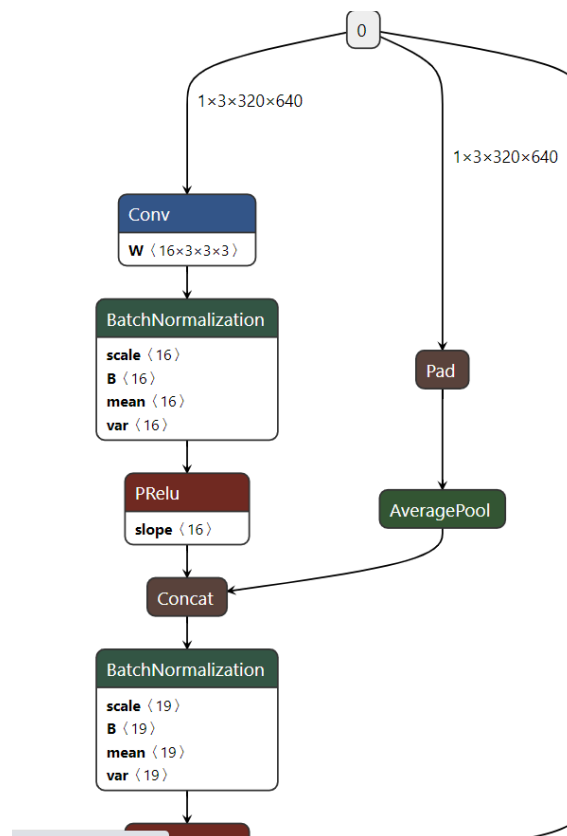 0
1×3×320×640
1×3×320×640
Conv
W〈16×3×3×3〉
BatchNormalization
scale〈16〉
B〈16〉
mean〈16〉
var〈16〉
Pad
PRelu
slope〈16〉
AveragePool
Concat
BatchNormalization
scale〈19〉
B〈19〉
mean〈19〉
var〈19〉